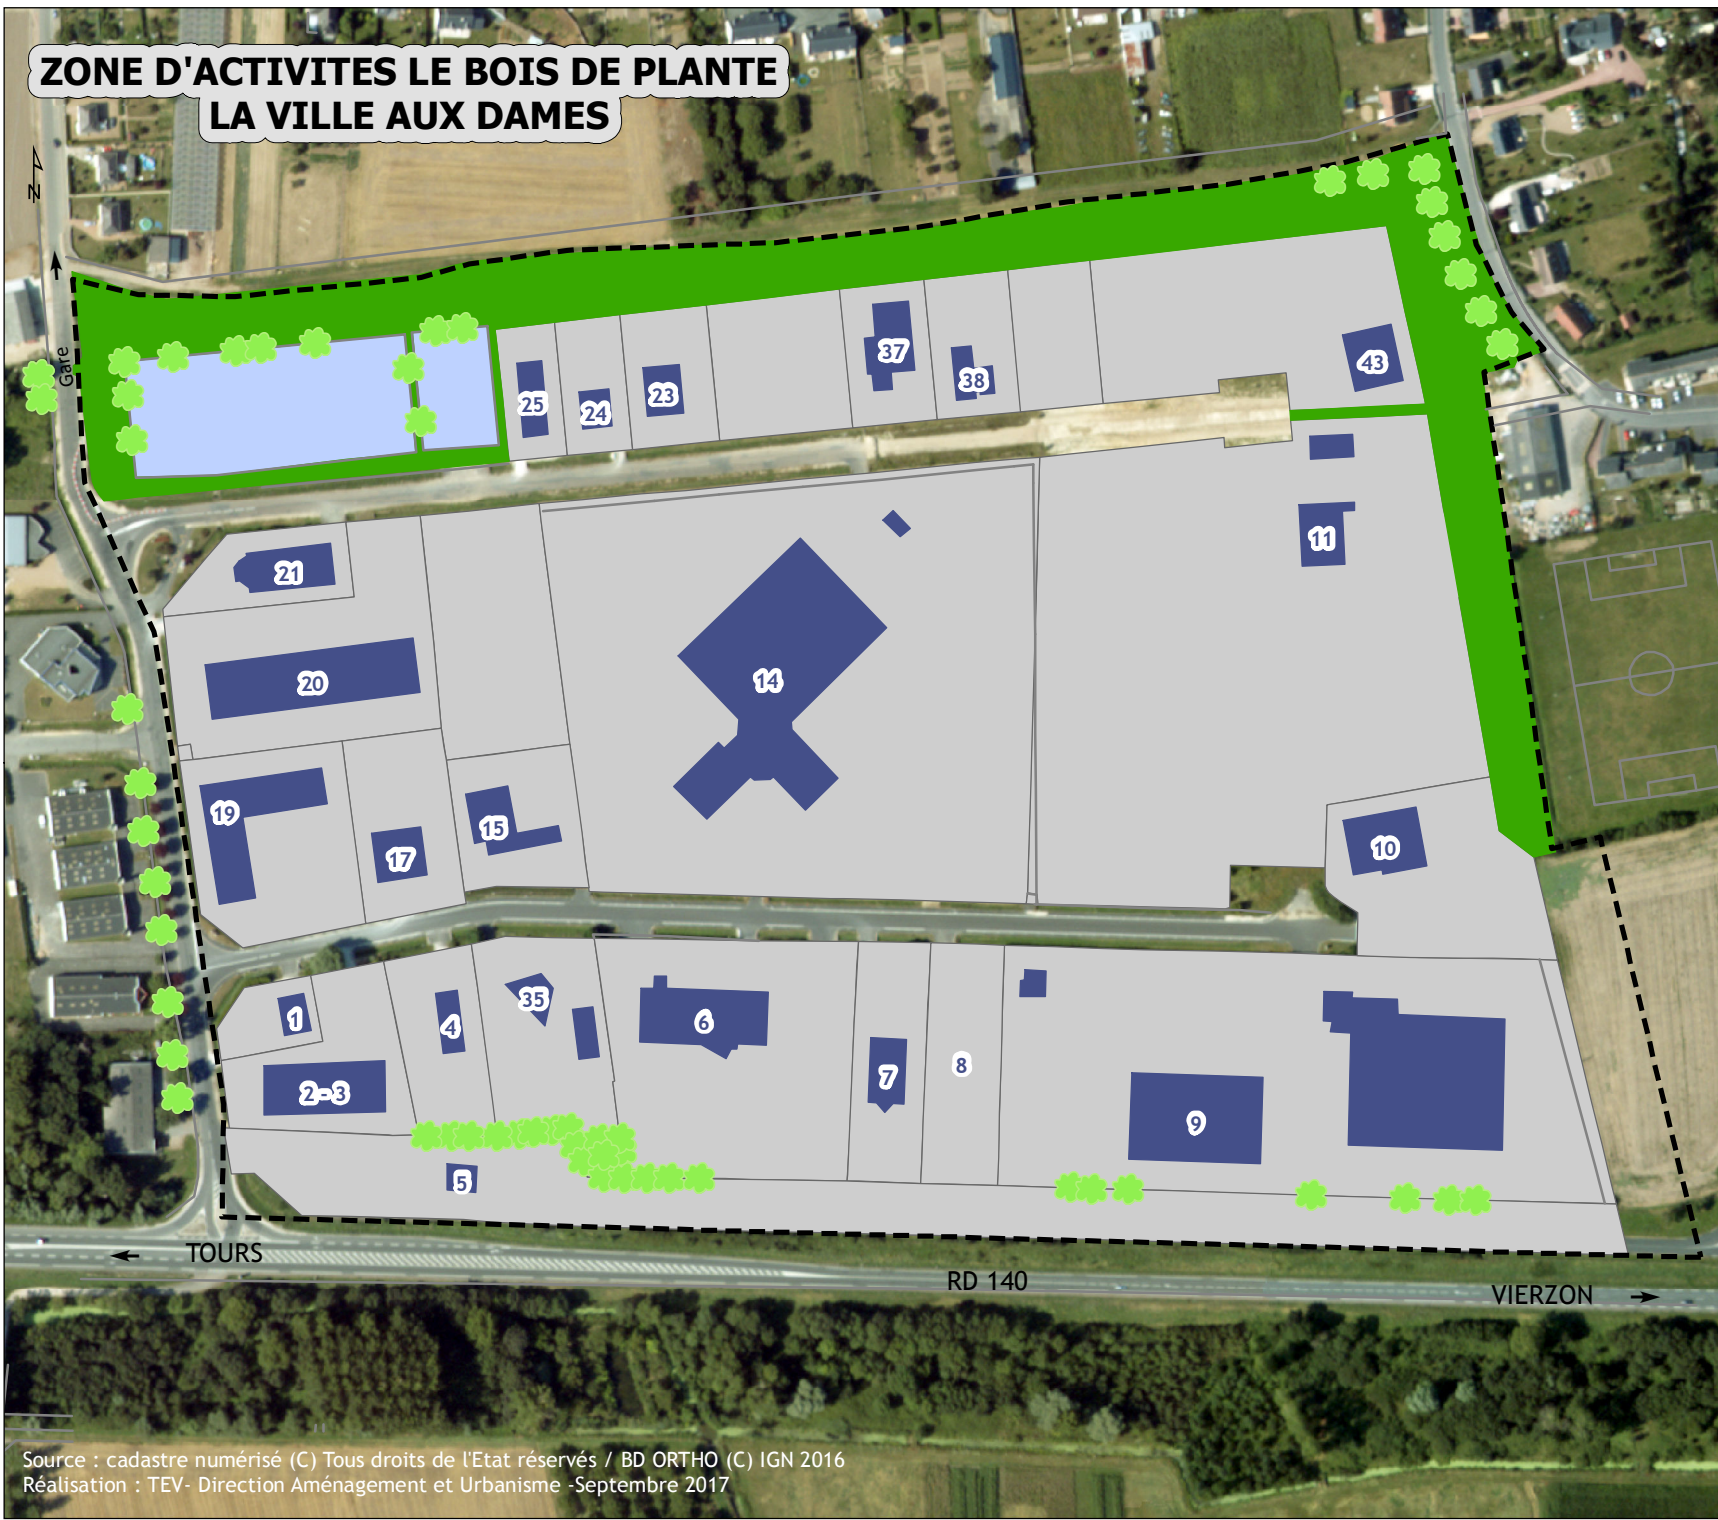 ZONE D'ACTIVITES LE BOIS DE PLANTE
LA VILLE AUX DAMES
N
Gare
37
38
43
25
24
23
11
21
20
14
19
17
15
10
1
4
35
6
7
8
2-3
9
5
TOURS
RD 140
VIERZON
Source : cadastre numérisé (C) Tous droits de l'Etat réservés / BD ORTHO (C) IGN 2016
Réalisation : TEV- Direction Aménagement et Urbanisme -Septembre 2017